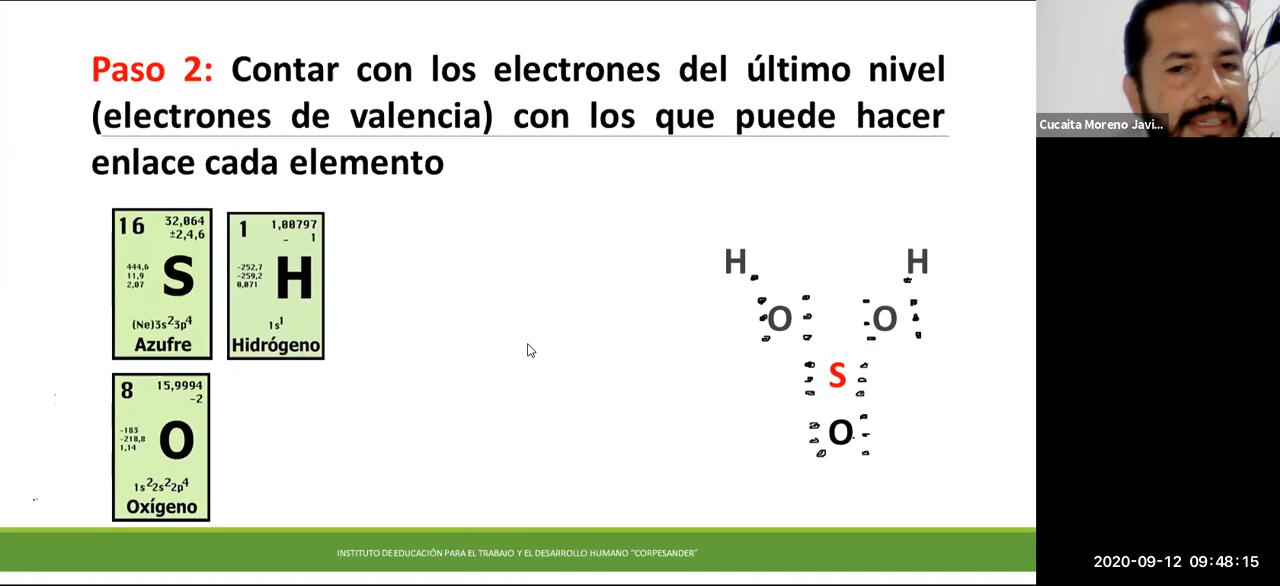 Paso 2: Contar con los electrones del último nivel
(electrones de valencia) con los que puede hacer
enlace cada elemento
16 32,064
±2,4,6
444,6
11,9
2,07
S
(Ne)3s²3p⁴
Azufre
1 1,00797
- 1
-252,7
-259,2
0,071
H
1s¹
Hidrógeno
8 15,9994
-2
-183
-218,8
1,14
O
1s²2s²2p⁴
Oxígeno
H H
O O
S
O
INSTITUTO DE EDUCACIÓN PARA EL TRABAJO Y EL DESARROLLO HUMANO "CORPESANDER"
Cucaita Moreno Javi...
2020-09-12 09:48:15